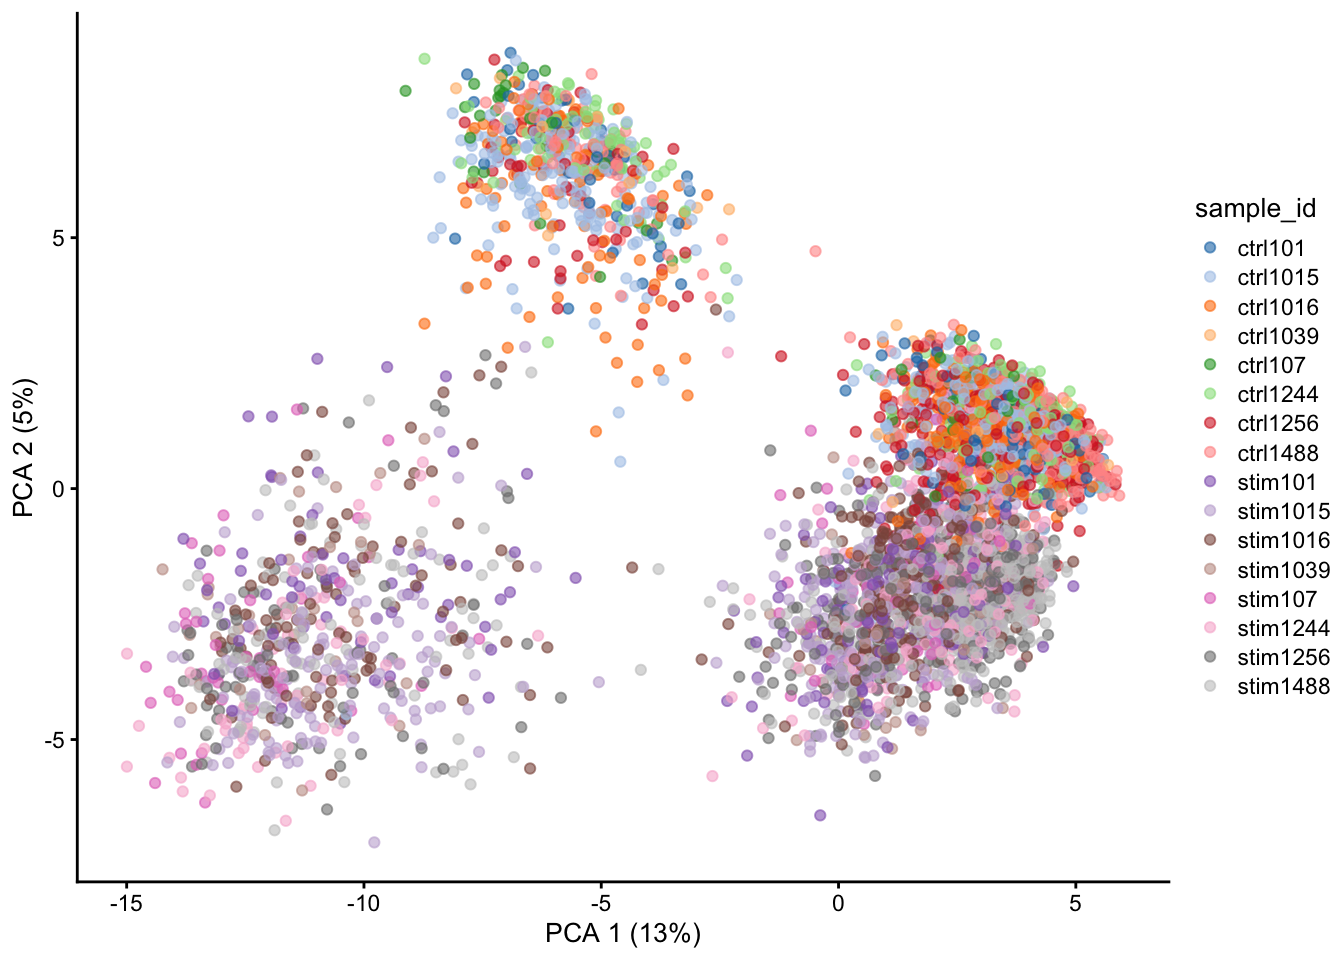 5
0
-5
PCA 2 (5%)
-15
-10
-5
0
5
PCA 1 (13%)
sample_id
ctrl101
ctrl1015
ctrl1016
ctrl1039
ctrl107
ctrl1244
ctrl1256
ctrl1488
stim101
stim1015
stim1016
stim1039
stim107
stim1244
stim1256
stim1488